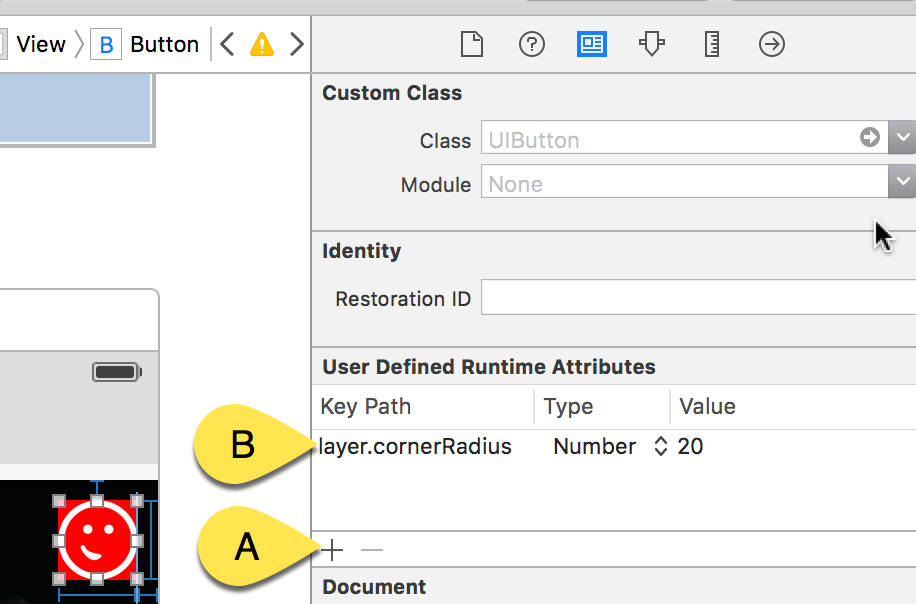 View B Button
Custom Class
Class UIButton
Module None
Identity
Restoration ID
User Defined Runtime Attributes
Key Path Type Value
B layer.cornerRadius Number 20
A
Document